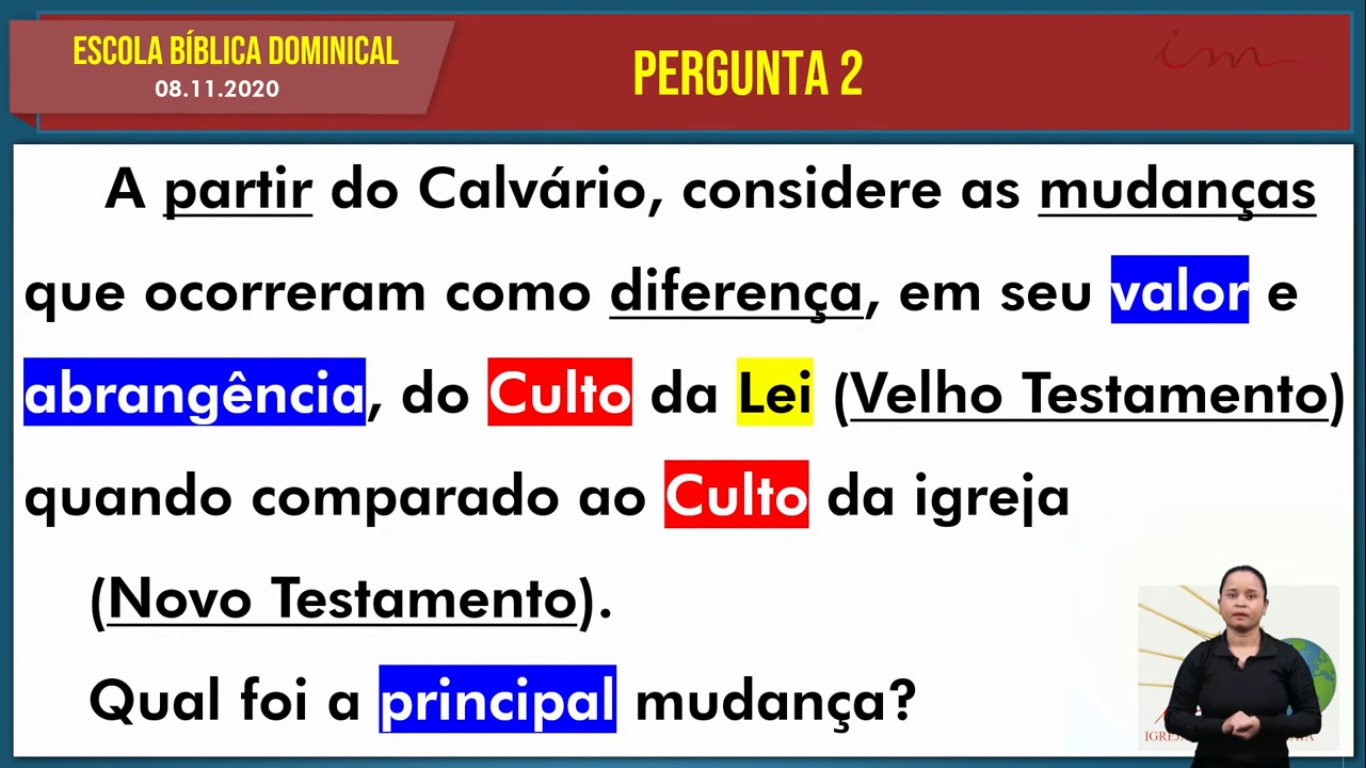 ESCOLA BÍBLICA DOMINICAL
08.11.2020
PERGUNTA 2
im
A partir do Calvário, considere as mudanças
que ocorreram como diferença, em seu valor e
abrangência, do Culto da Lei (Velho Testamento)
quando comparado ao Culto da igreja
(Novo Testamento).
Qual foi a principal mudança?